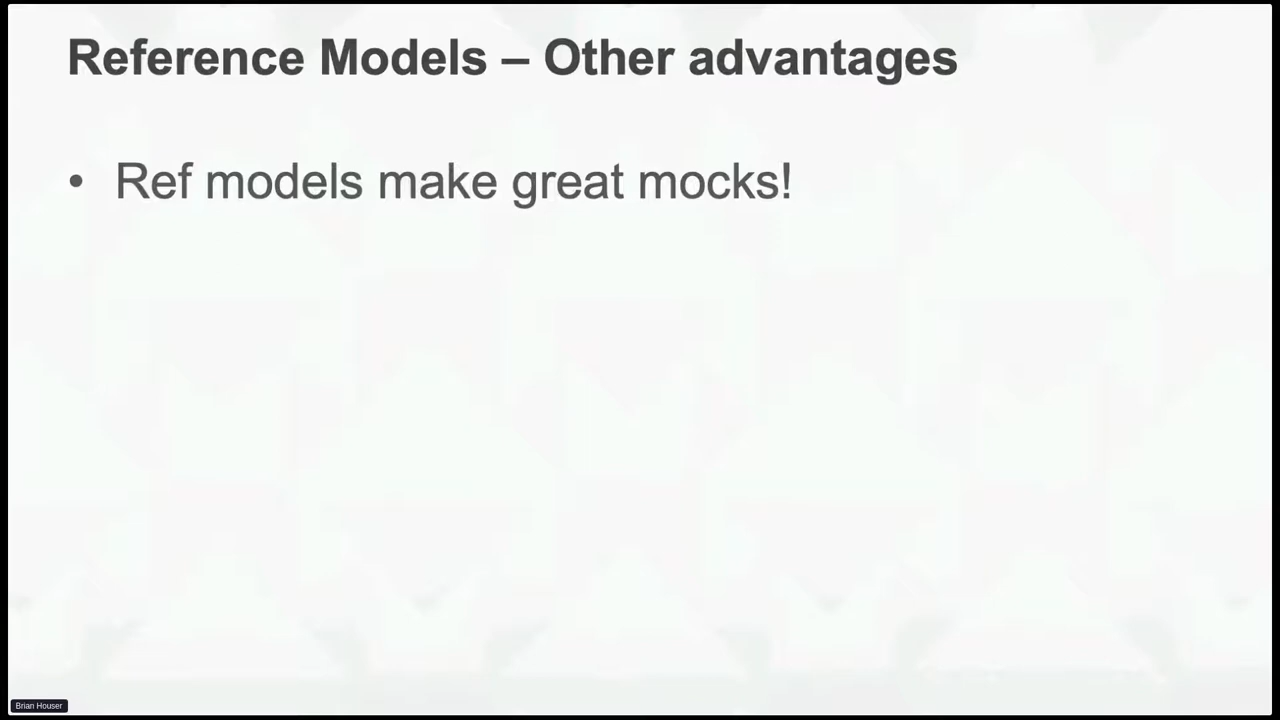 Reference Models – Other advantages
• Ref models make great mocks!
Brian Houser